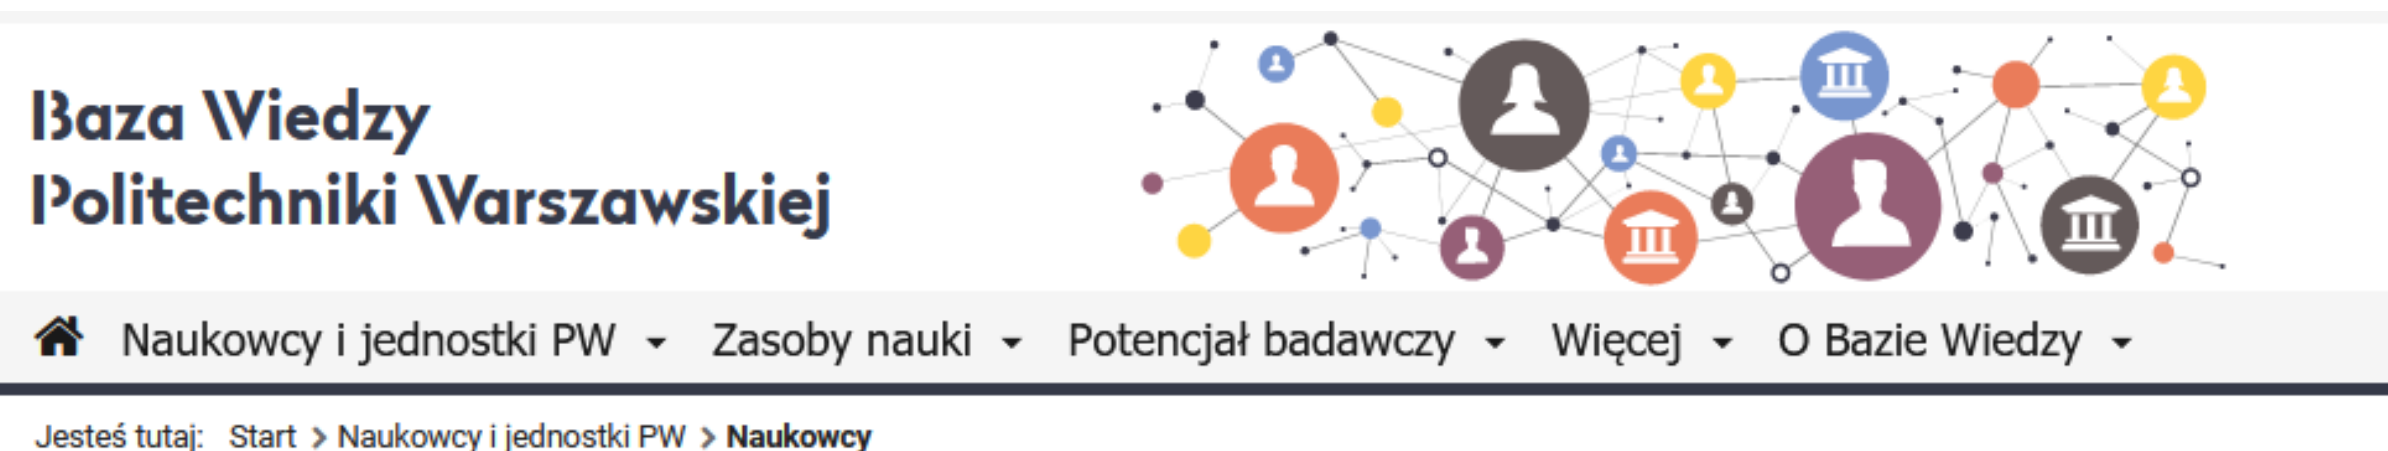 Baza Wiedzy
Politechniki Warszawskiej
Naukowcy i jednostki PW Zasoby nauki Potencjał badawczy Więcej O Bazie Wiedzy
Jesteś tutaj: Start > Naukowcy i jednostki PW > Naukowcy